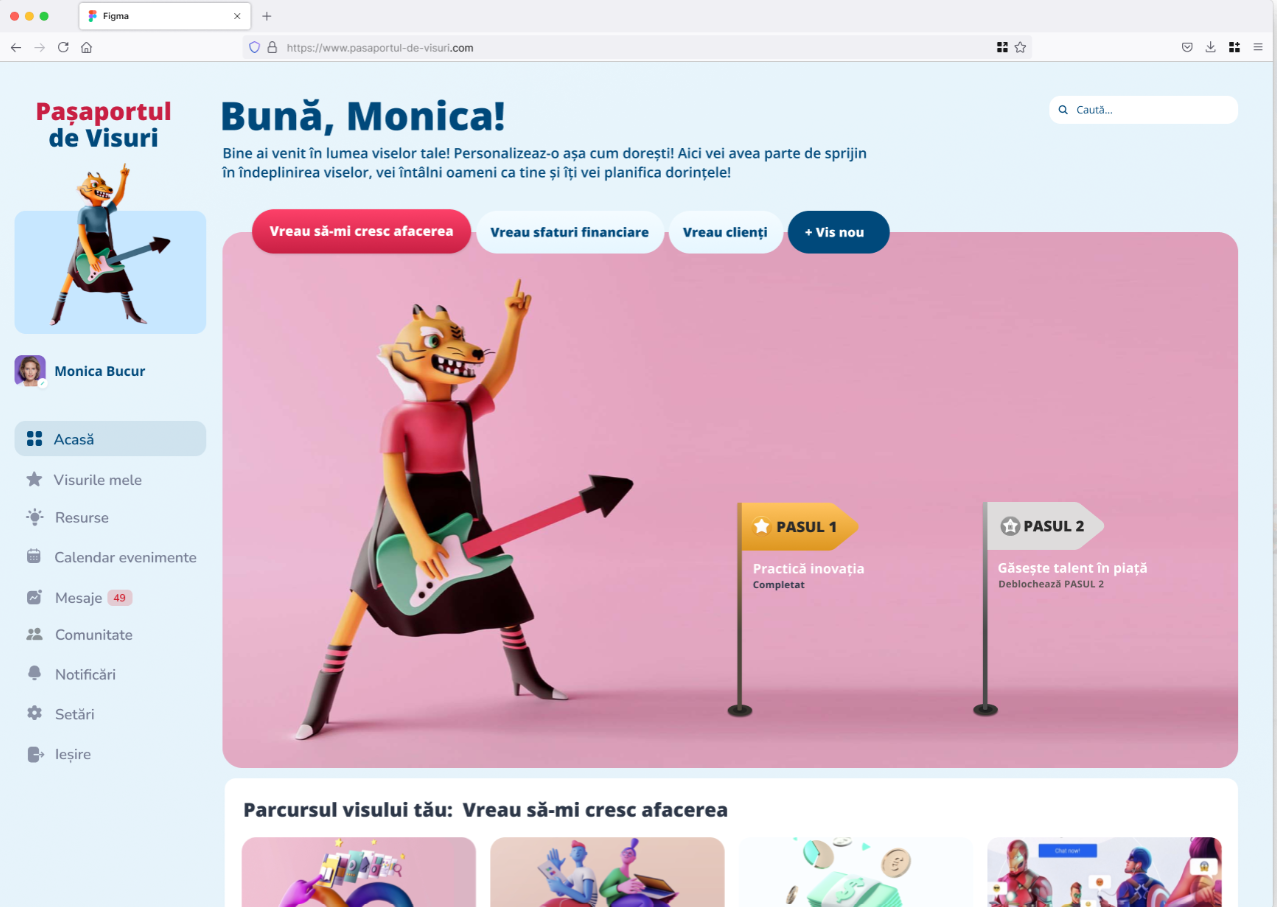 Figma
https://www.pasaportul-de-visuri.com
Pașaportul
de Visuri
Bună, Monica!
Caută...
Bine ai venit în lumea viselor tale! Personalizeaz-o așa cum dorești! Aici vei avea parte de sprijin
în îndeplinirea viselor, vei întâlni oameni ca tine și îți vei planifica dorințele!
Vreau să-mi cresc afacerea
Vreau sfaturi financiare
Vreau clienți
+ Vis nou
Monica Bucur
Acasă
Visurile mele
Resurse
Calendar evenimente
Mesaje 49
Comunitate
Notificări
Setări
Ieșire
PASUL 1
Practică inovația
Completat
PASUL 2
Găsește talent în piață
Deblochează PASUL 2
Parcursul visului tău: Vreau să-mi cresc afacerea
Chat now!